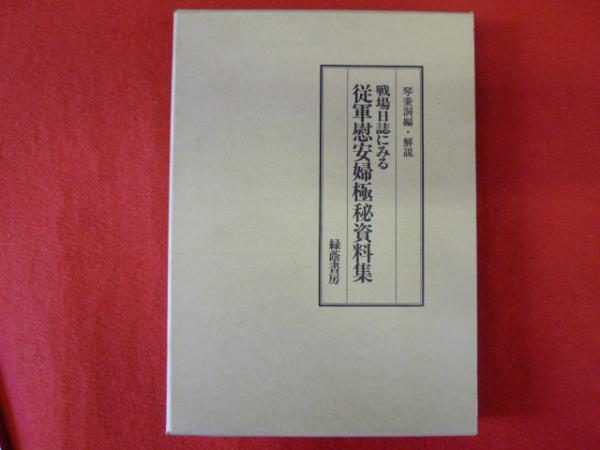 琴秉洞編・解説
戦場日誌にみる
従軍慰安婦極秘資料集
緑蔭書房